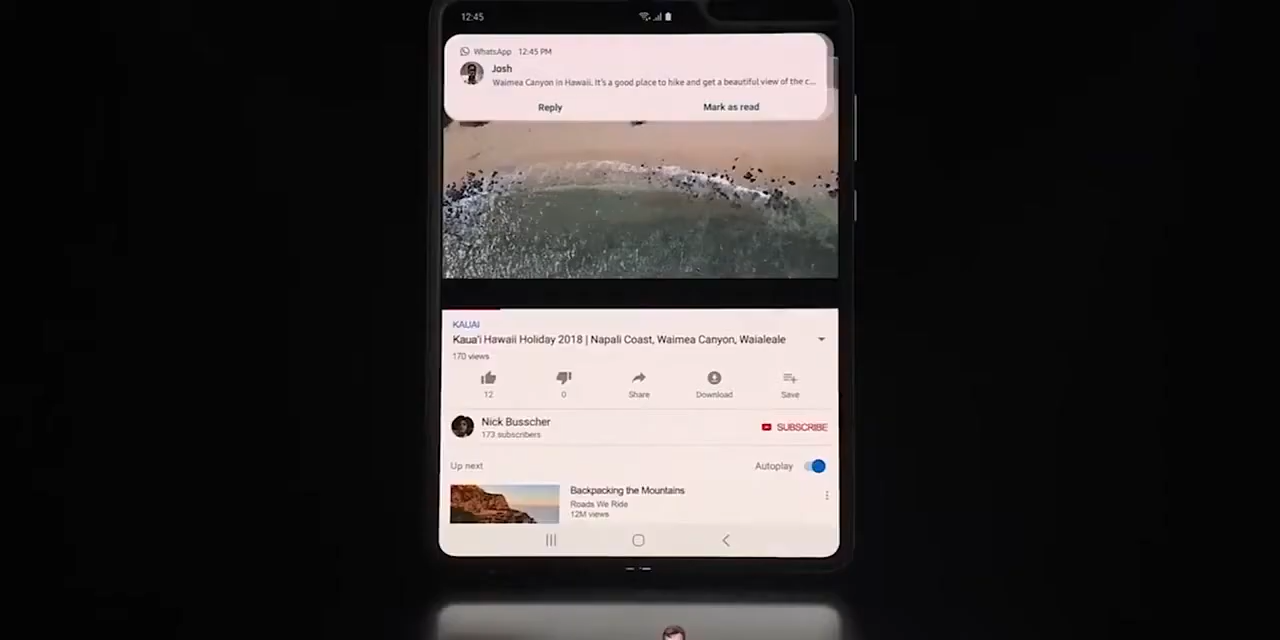 12:45
WhatsApp 12:45 PM
Josh
Waimea Canyon in Hawaii. It's a good place to hike and get a beautiful view of the c...
Reply Mark as read
KAUAI
Kaua'i Hawaii Holiday 2018 | Napali Coast, Waimea Canyon, Waialeale
170 views
12 0 Share Download Save
Nick Busscher
173 subscribers
SUBSCRIBE
Up next Autoplay
Backpacking the Mountains
Roads We Ride
12M views